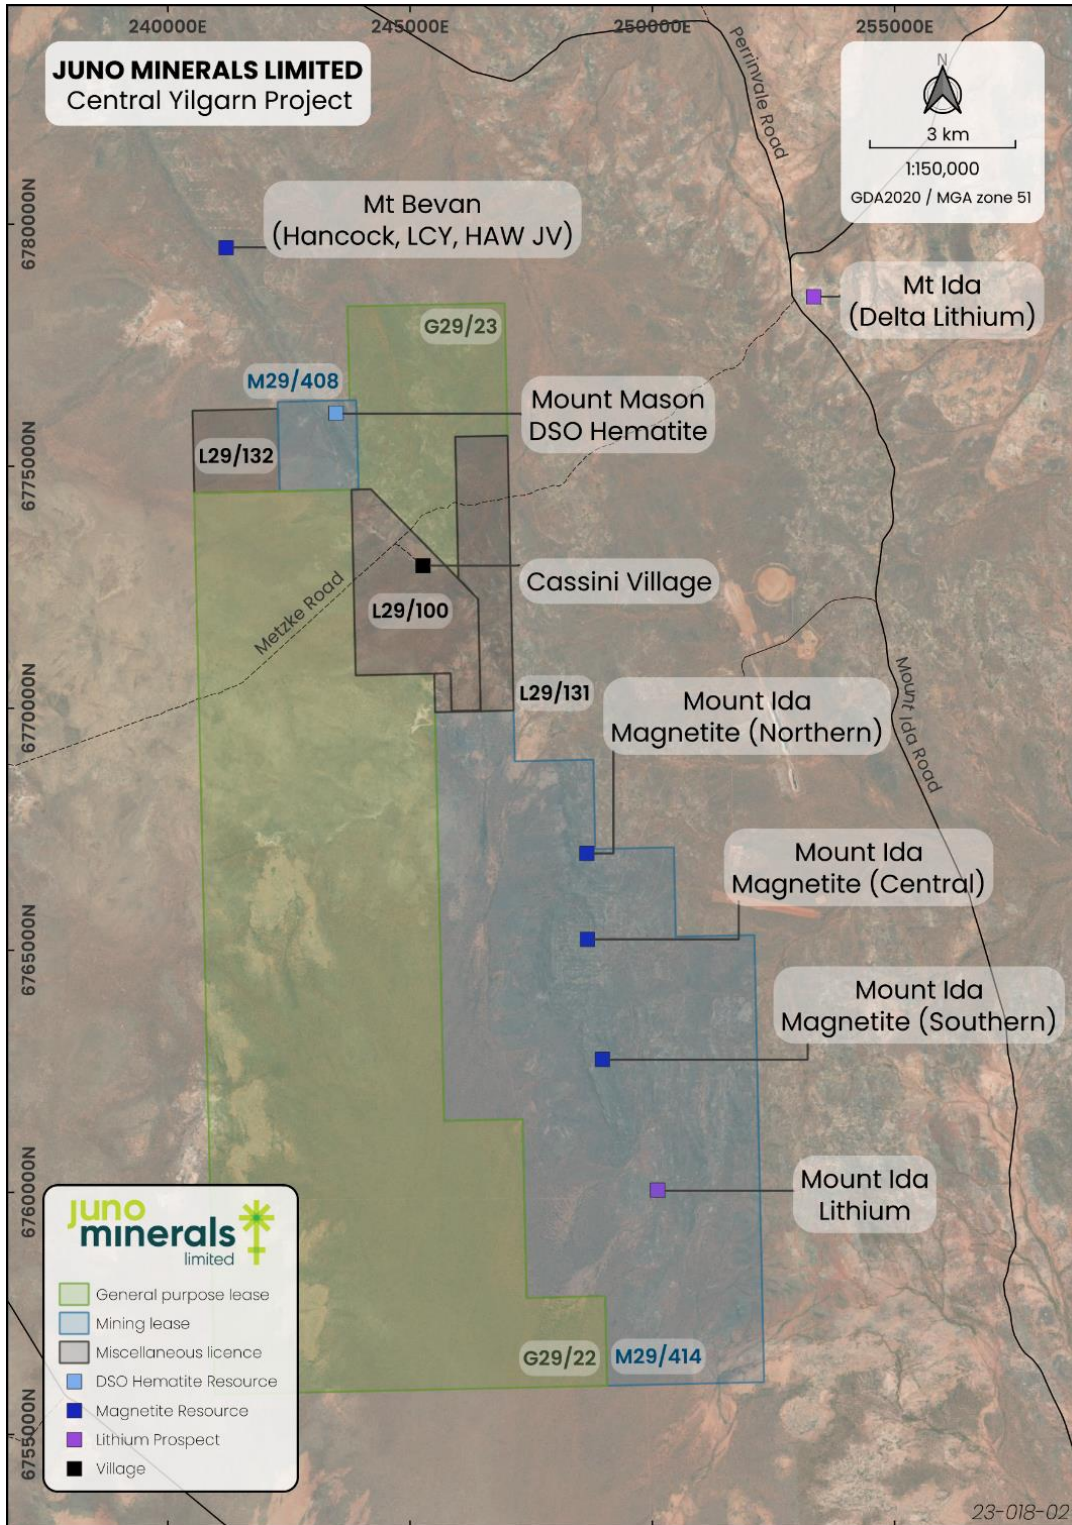 240000E
245000E
250000E
255000E
JUNO MINERALS LIMITED
Central Yilgarn Project
Perrinvale Road
N
3 km
1:150,000
GDA2020 / MGA zone 51
6780000N
Mt Bevan
(Hancock, LCY, HAW JV)
Mt Ida
(Delta Lithium)
G29/23
M29/408
Mount Mason
DSO Hematite
6775000N
L29/132
Cassini Village
L29/100
Metzke Road
L29/131
6770000N
Mount Ida Road
Mount Ida
Magnetite (Northern)
Mount Ida
Magnetite (Central)
6765000N
Mount Ida
Magnetite (Southern)
6760000N
Mount Ida
Lithium
juno
minerals
limited
General purpose lease
Mining lease
Miscellaneous licence
DSO Hematite Resource
Magnetite Resource
Lithium Prospect
Village
G29/22
M29/414
6755000N
23-018-02